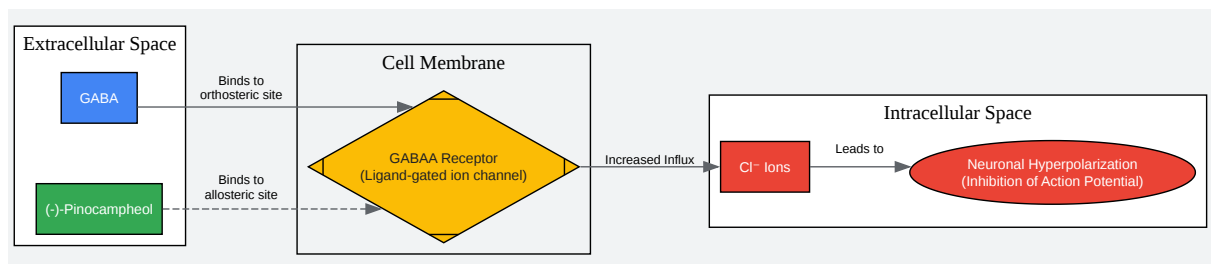 Extracellular Space
GABA
(-)-Pinocampheol
Binds to
orthosteric site
Binds to
allosteric site
Cell Membrane
GABAA Receptor
(Ligand-gated ion channel)
Increased Influx
Intracellular Space
Cl⁻ Ions
Leads to
Neuronal Hyperpolarization
(Inhibition of Action Potential)